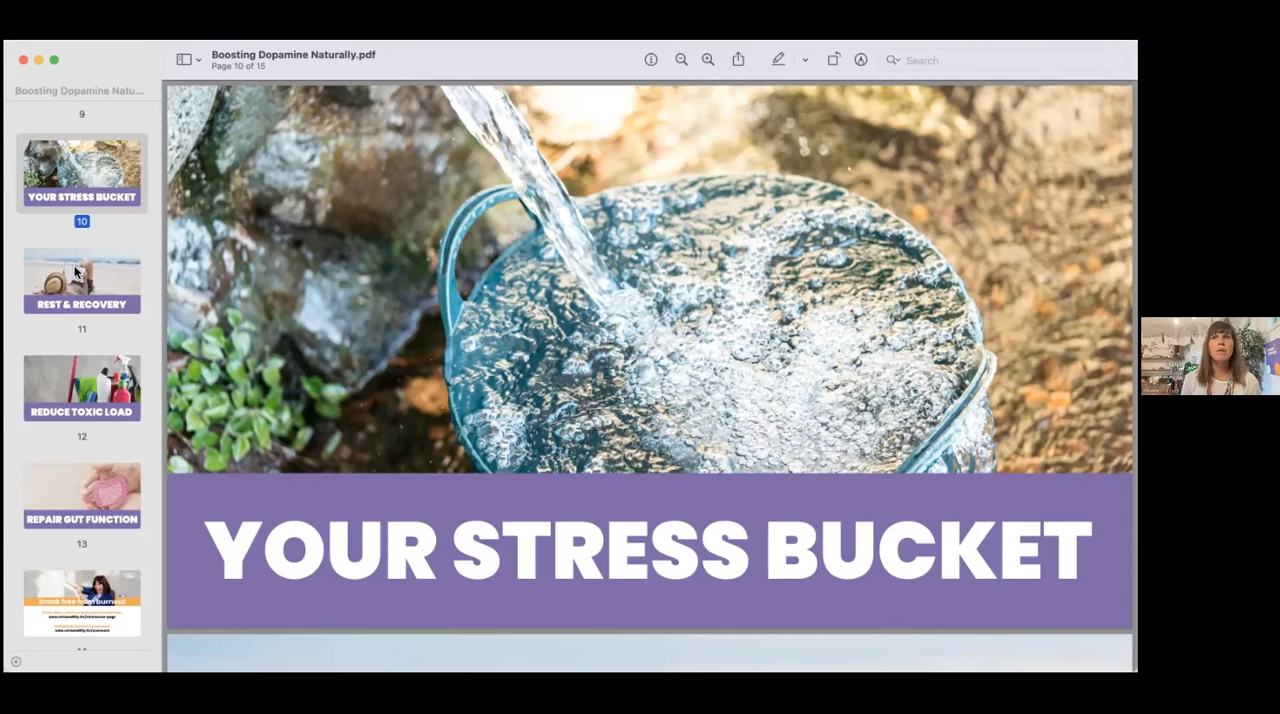 Boosting Dopamine Naturally.pdf
Page 10 of 15
Search
Boosting Dopamine Natu...
9
YOUR STRESS BUCKET
10
REST & RECOVERY
11
REDUCE TOXIC LOAD
12
REPAIR GUT FUNCTION
13
break free from burnout
YOUR STRESS BUCKET